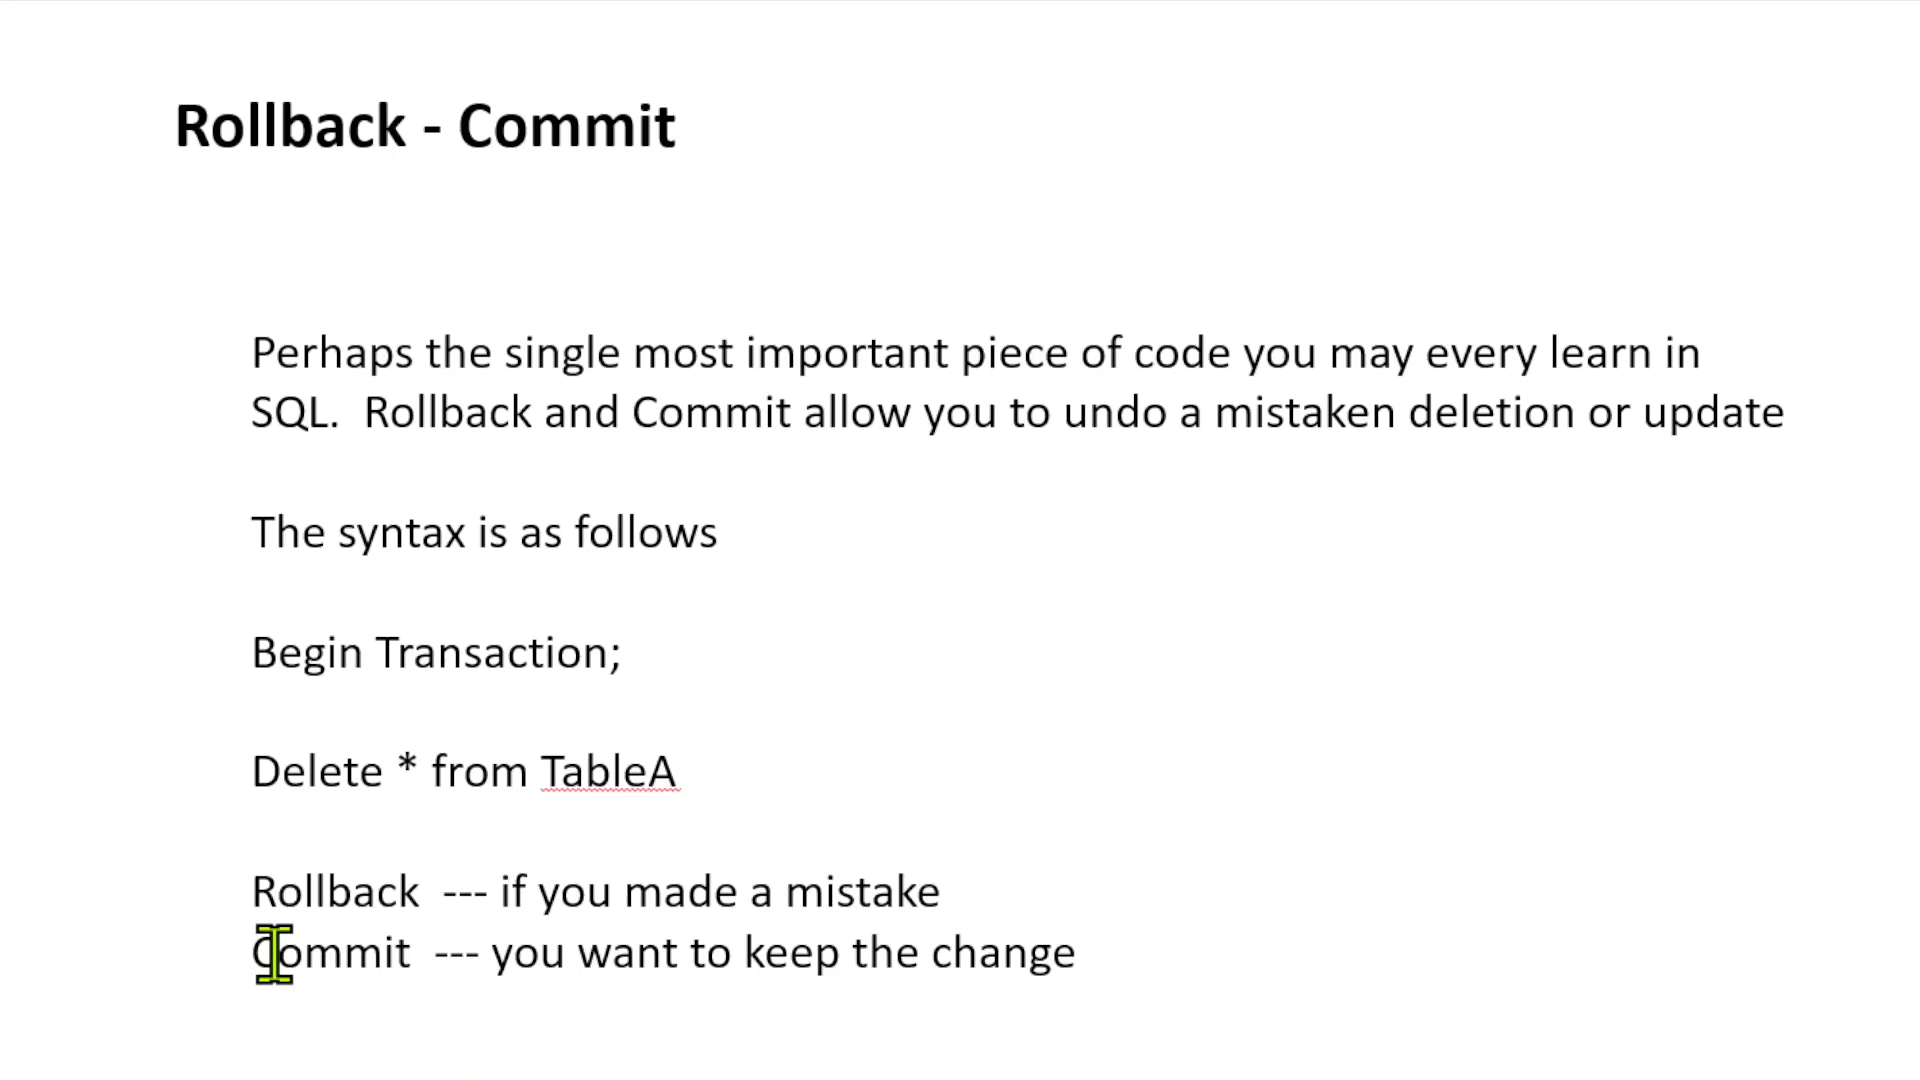 Rollback - Commit
Perhaps the single most important piece of code you may every learn in
SQL.  Rollback and Commit allow you to undo a mistaken deletion or update
The syntax is as follows
Begin Transaction;
Delete * from TableA
Rollback  --- if you made a mistake
Commit  --- you want to keep the change